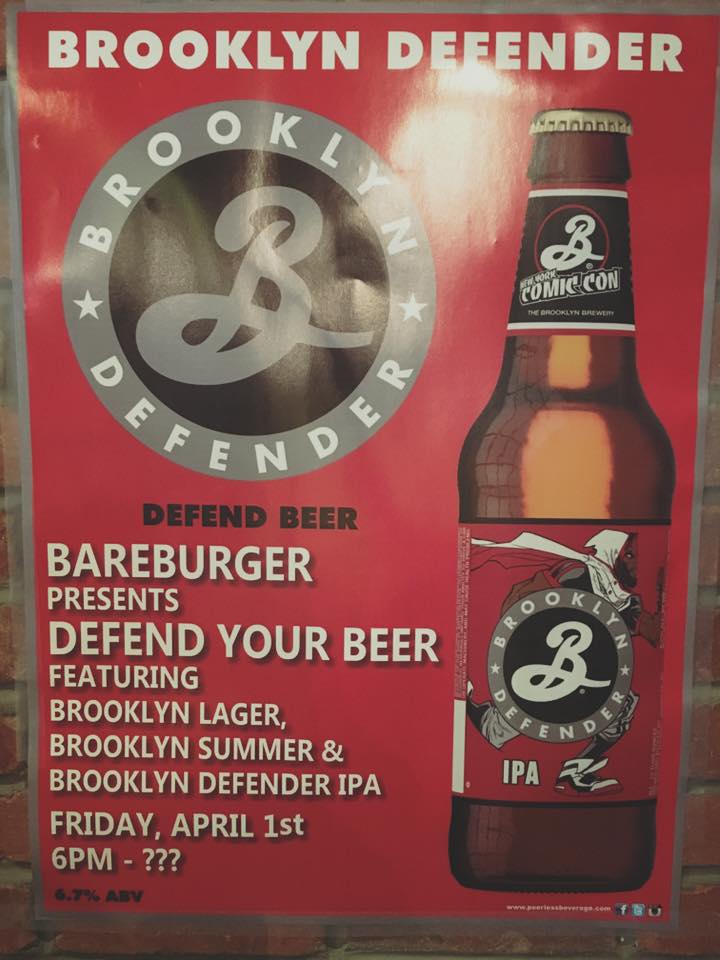 BROOKLYN DEFENDER
BROOKLYN
DEFENDER
B
NEW YORK
COMIC CON
THE BROOKLYN BREWERY
DEFEND BEER
BAREBURGER
PRESENTS
DEFEND YOUR BEER
FEATURING
BROOKLYN LAGER,
BROOKLYN SUMMER &
BROOKLYN DEFENDER IPA
FRIDAY, APRIL 1st
6PM - ???
6.7% ABV
B
BROOKLYN
B
DEFENDER
IPA
www.peerlessbeverage.com